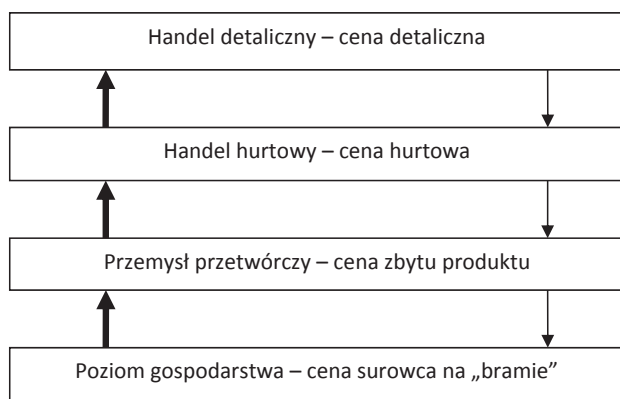 Handel detaliczny – cena detaliczna
Handel hurtowy – cena hurtowa
Przemysł przetwórczy – cena zbytu produktu
Poziom gospodarstwa – cena surowca na „bramie”